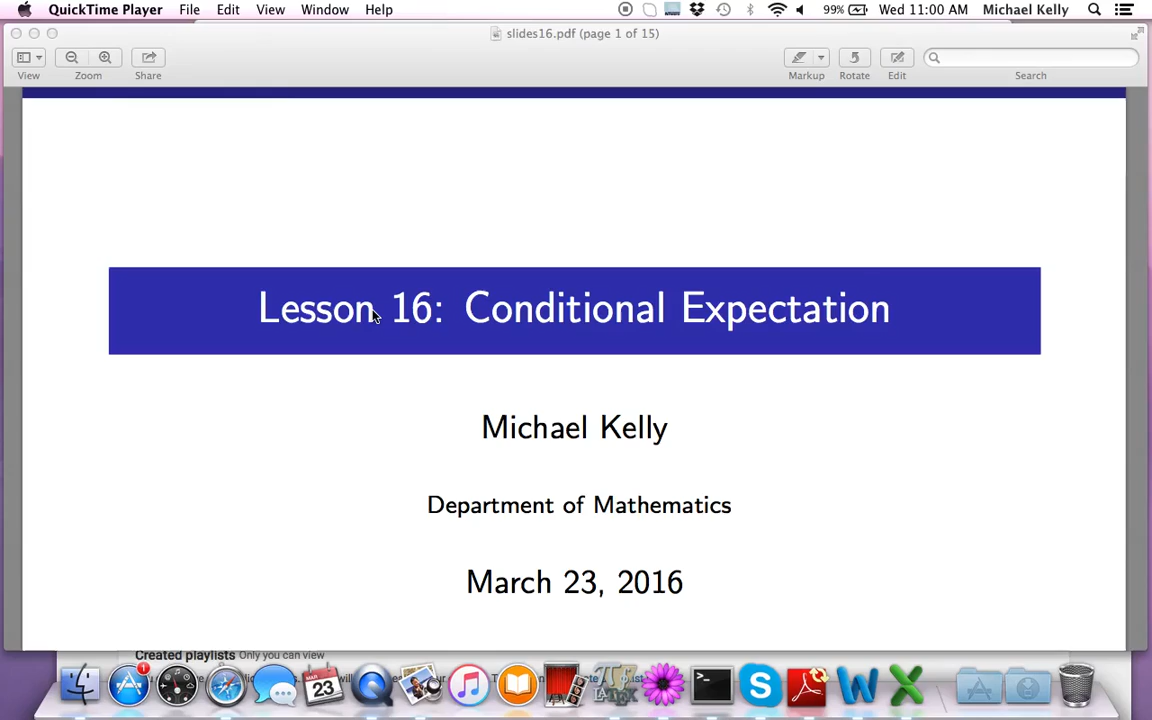 QuickTime Player File Edit View Window Help 99% Wed 11:00 AM Michael Kelly
slides16.pdf (page 1 of 15)
View Zoom Share Markup Rotate Edit Search
Lesson 16: Conditional Expectation
Michael Kelly
Department of Mathematics
March 23, 2016
Created playlists Only you can view
1
23
W